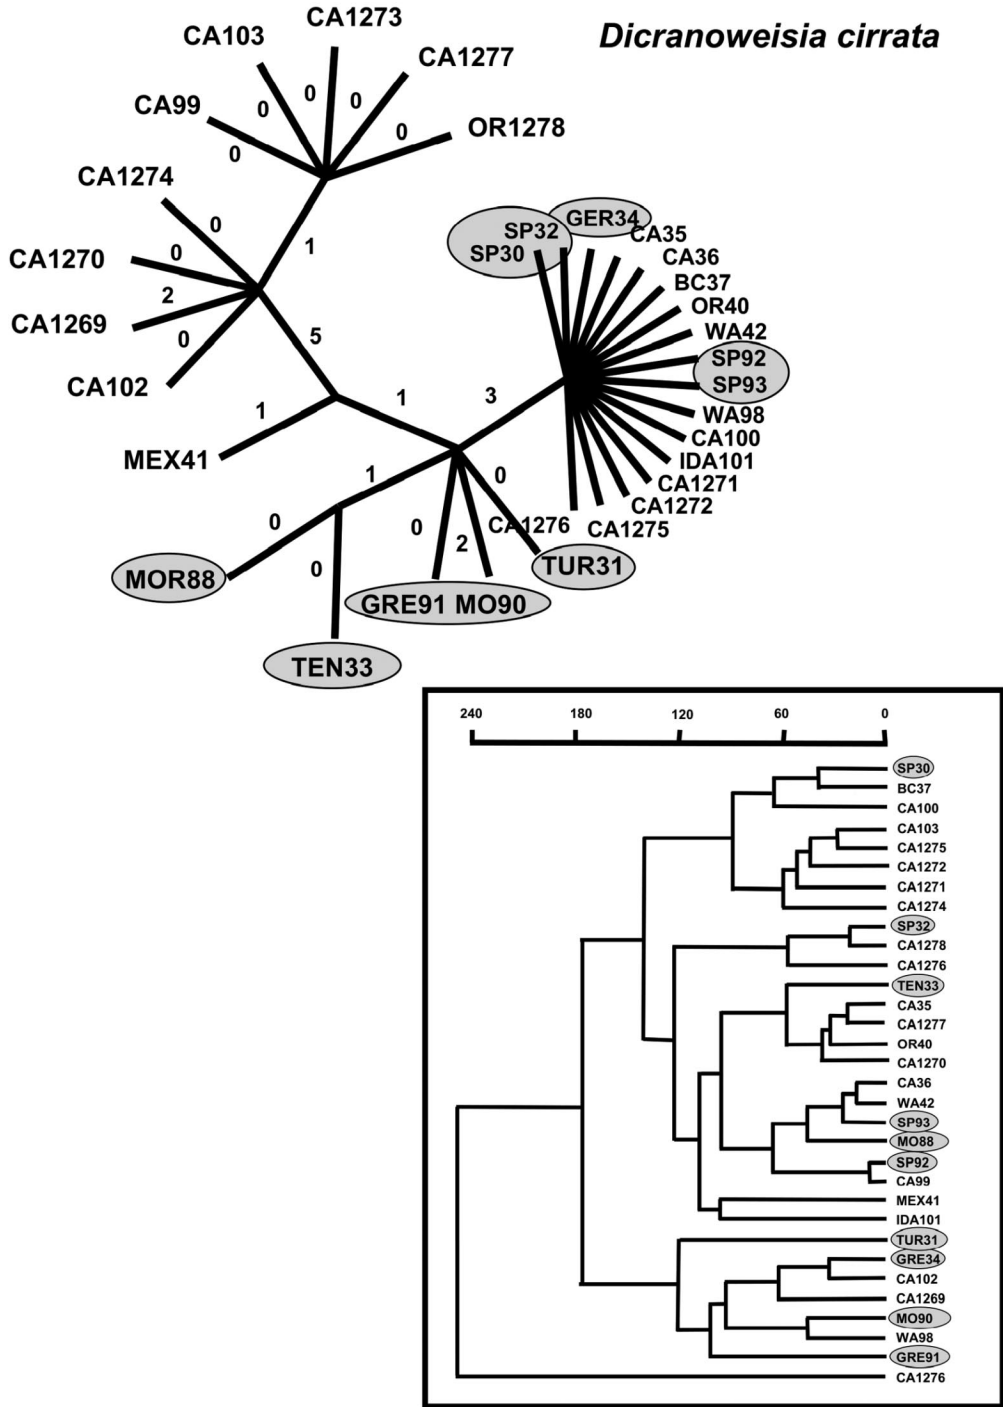 Dicranoweisia cirrata
CA1273
CA103
CA1277
CA99
OR1278
0
0
0
0
0
CA1274
CA1270
CA1269
CA102
0
0
2
0
1
5
MEX41
1
1
3
SP32
SP30
GER34
CA35
CA36
BC37
OR40
WA42
SP92
SP93
WA98
CA100
IDA101
CA1271
CA1272
CA1275
CA1276
1
0
0
0
2
0
MOR88
TEN33
GRE91 MO90
TUR31
240 180 120 60 0
SP30
BC37
CA100
CA103
CA1275
CA1272
CA1271
CA1274
SP32
CA1278
CA1276
TEN33
CA35
CA1277
OR40
CA1270
CA36
WA42
SP93
MO88
SP92
CA99
MEX41
IDA101
TUR31
GRE34
CA102
CA1269
MO90
WA98
GRE91
CA1276